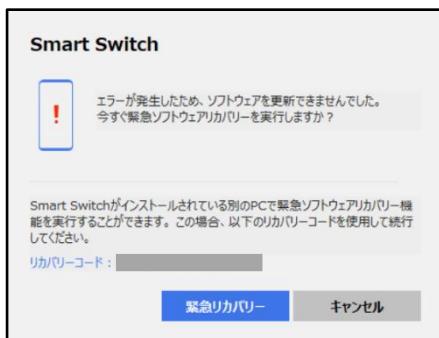 Smart Switch
エラーが発生したため、ソフトウェアを更新できませんでした。
今すぐ緊急ソフトウェアリカバリーを実行しますか？
Smart Switchがインストールされている別のPCで緊急ソフトウェアリカバリー機
能を実行することができます。この場合、以下のリカバリーコードを使用して続行
してください。
リカバリーコード：
緊急リカバリー
キャンセル